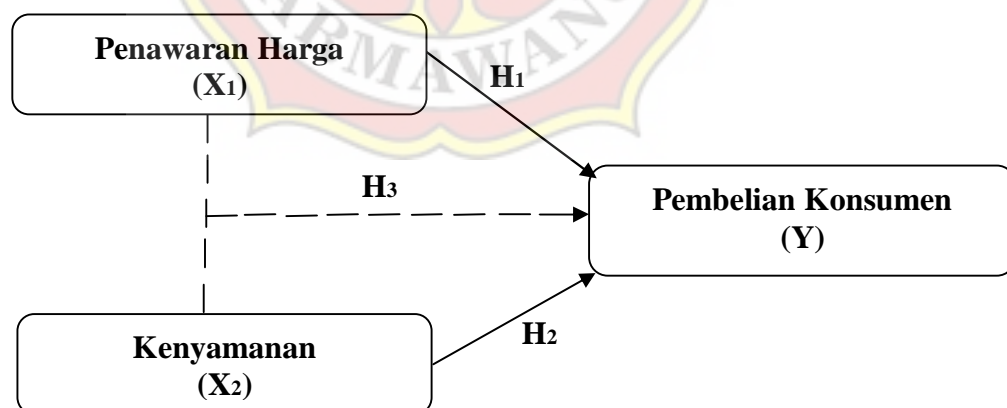 Penawaran Harga
(X₁)
H₁
H₃
Pembelian Konsumen
(Y)
Kenyamanan
(X₂)
H₂